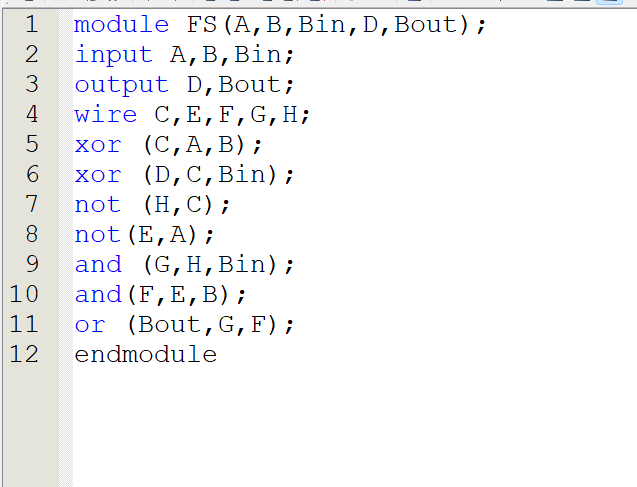 1 module FS(A,B,Bin,D,Bout);
2 input A,B,Bin;
3 output D,Bout;
4 wire C,E,F,G,H;
5 xor (C,A,B);
6 xor (D,C,Bin);
7 not (H,C);
8 not(E,A);
9 and (G,H,Bin);
10 and(F,E,B);
11 or (Bout,G,F);
12 endmodule